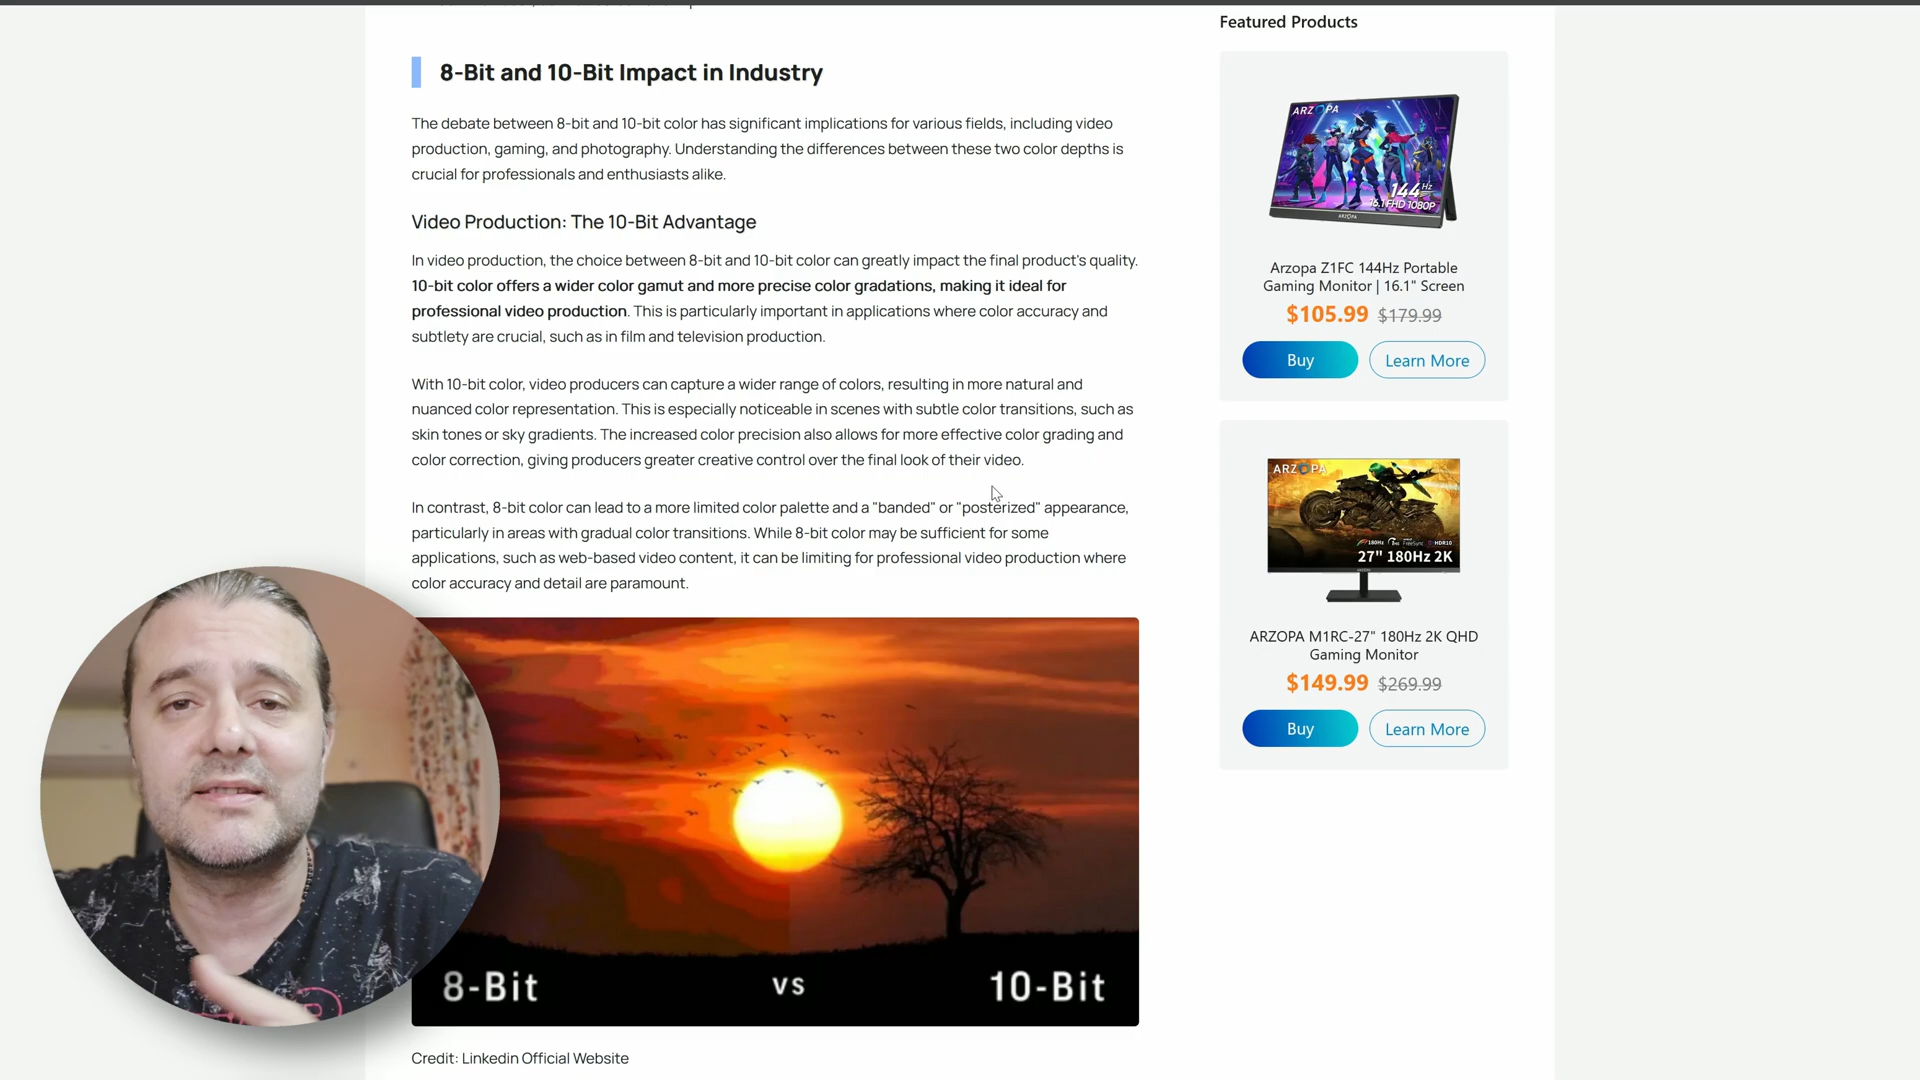 8-Bit and 10-Bit Impact in Industry
The debate between 8-bit and 10-bit color has significant implications for various fields, including video
production, gaming, and photography. Understanding the differences between these two color depths is
crucial for professionals and enthusiasts alike.
Video Production: The 10-Bit Advantage
In video production, the choice between 8-bit and 10-bit color can greatly impact the final product's quality.
10-bit color offers a wider color gamut and more precise color gradations, making it ideal for
professional video production. This is particularly important in applications where color accuracy and
subtlety are crucial, such as in film and television production.
With 10-bit color, video producers can capture a wider range of colors, resulting in more natural and
nuanced color representation. This is especially noticeable in scenes with subtle color transitions, such as
skin tones or sky gradients. The increased color precision also allows for more effective color grading and
color correction, giving producers greater creative control over the final look of their video.
In contrast, 8-bit color can lead to a more limited color palette and a "banded" or "posterized" appearance,
particularly in areas with gradual color transitions. While 8-bit color may be sufficient for some
applications, such as web-based video content, it can be limiting for professional video production where
color accuracy and detail are paramount.
8-Bit vs 10-Bit
Credit: Linkedin Official Website
Featured Products
ARZOPA
144Hz
16.1 FHD 1080P
ARZOPA
Arzopa Z1FC 144Hz Portable
Gaming Monitor | 16.1" Screen
$105.99 $179.99
Buy Learn More
ARZOPA
180Hz FreeSync HDR10
27" 180Hz 2K
ARZOPA M1RC-27" 180Hz 2K QHD
Gaming Monitor
$149.99 $269.99
Buy Learn More